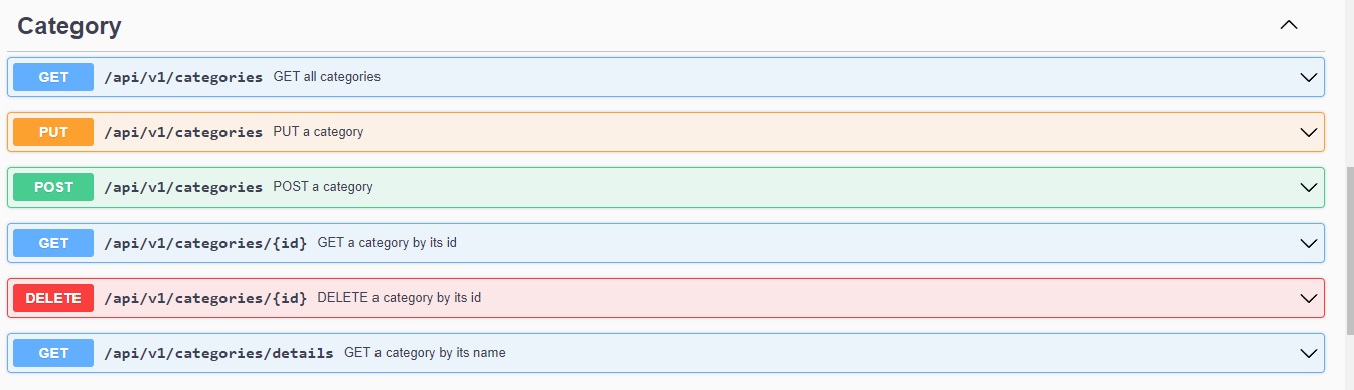 Category
GET /api/v1/categories GET all categories
PUT /api/v1/categories PUT a category
POST /api/v1/categories POST a category
GET /api/v1/categories/{id} GET a category by its id
DELETE /api/v1/categories/{id} DELETE a category by its id
GET /api/v1/categories/details GET a category by its name